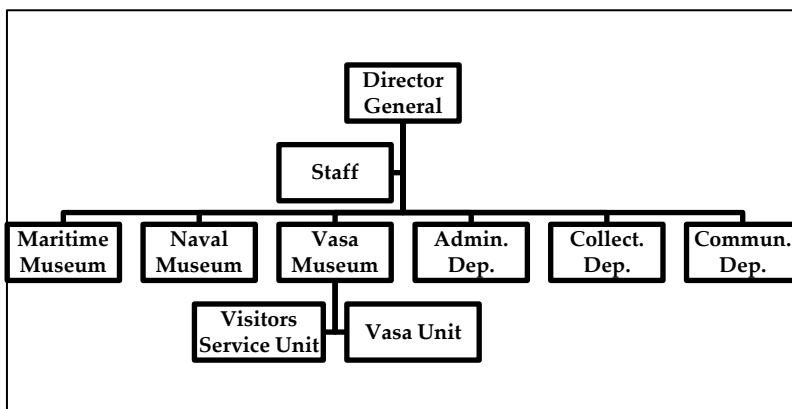 Director
General
Staff
Maritime
Museum
Naval
Museum
Vasa
Museum
Admin.
Dep.
Collect.
Dep.
Commun.
Dep.
Visitors
Service Unit
Vasa Unit